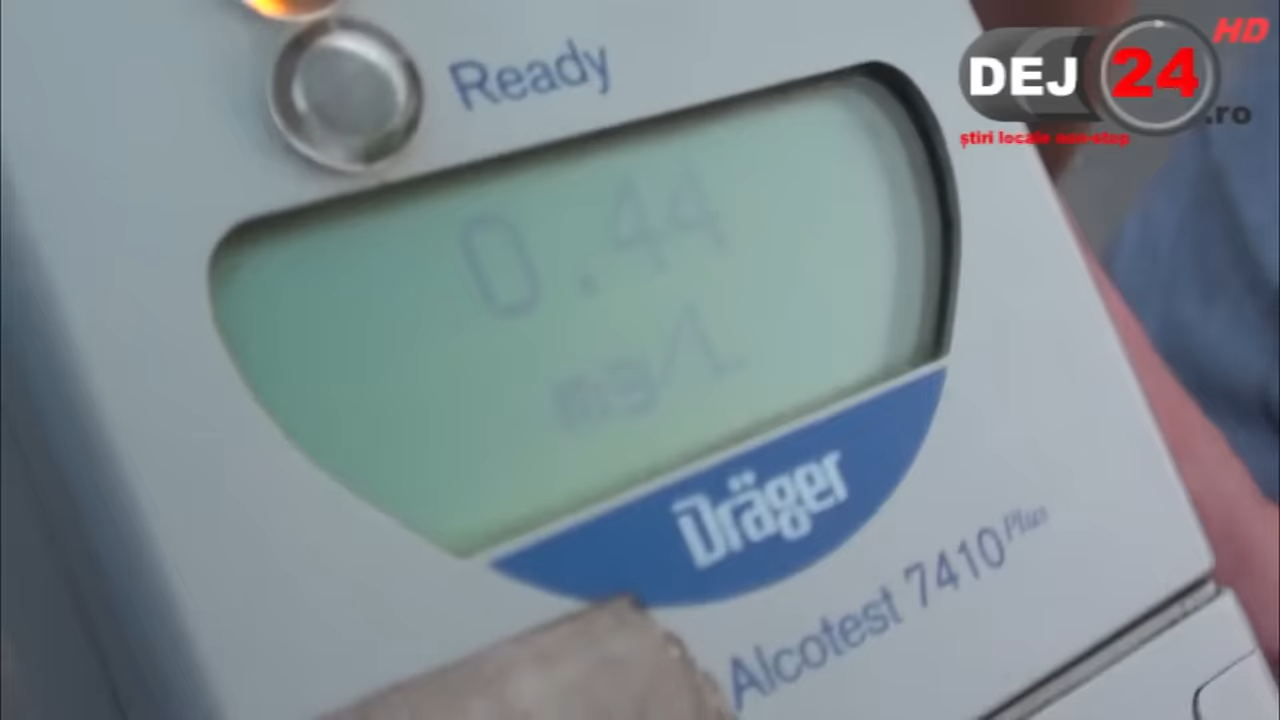 Ready
DEJ 24 HD
.ro
știri locale non-stop
0.44
mg/L
Dräger
Alcotest 7410 Plus